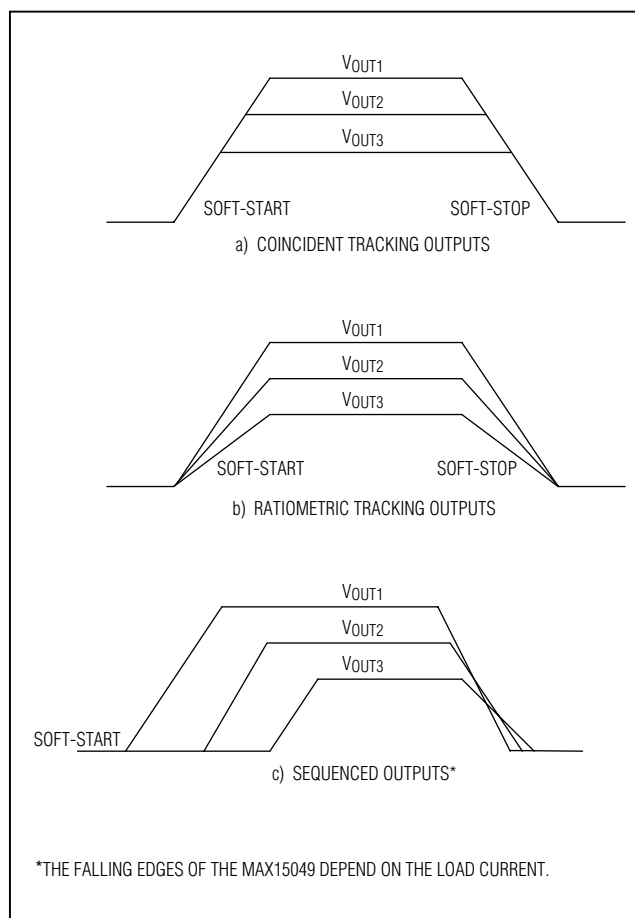 VOUT1
VOUT2
VOUT3
SOFT-START
SOFT-STOP
a) COINCIDENT TRACKING OUTPUTS
VOUT1
VOUT2
VOUT3
SOFT-START
SOFT-STOP
b) RATIOMETRIC TRACKING OUTPUTS
VOUT1
VOUT2
VOUT3
SOFT-START
c) SEQUENCED OUTPUTS*
*THE FALLING EDGES OF THE MAX15049 DEPEND ON THE LOAD CURRENT.